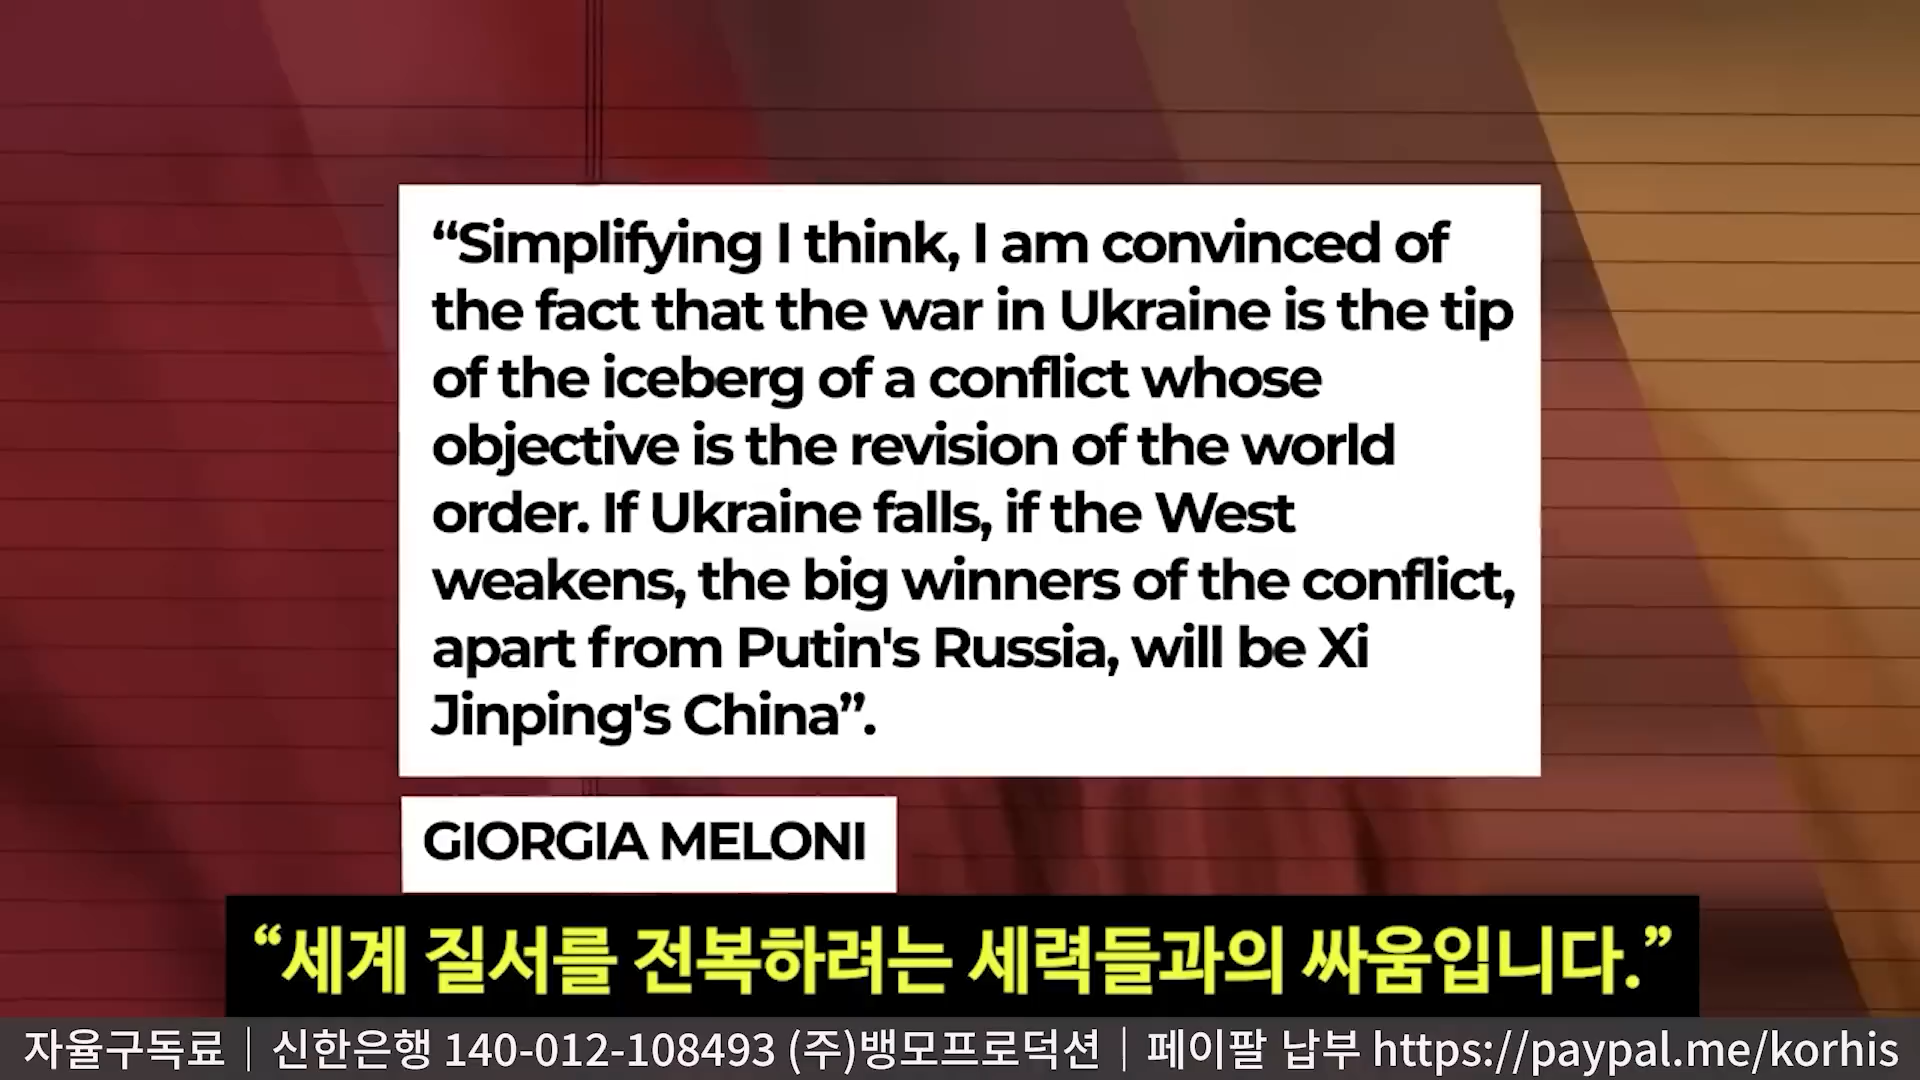 “Simplifying I think, I am convinced of
the fact that the war in Ukraine is the tip
of the iceberg of a conflict whose
objective is the revision of the world
order. If Ukraine falls, if the West
weakens, the big winners of the conflict,
apart from Putin's Russia, will be Xi
Jinping's China”.
GIORGIA MELONI
“세계 질서를 전복하려는 세력들과의 싸움입니다.”
자율구독료｜신한은행 140-012-108493 (주)뱅모프로덕션｜페이팔 납부 https://paypal.me/korhis